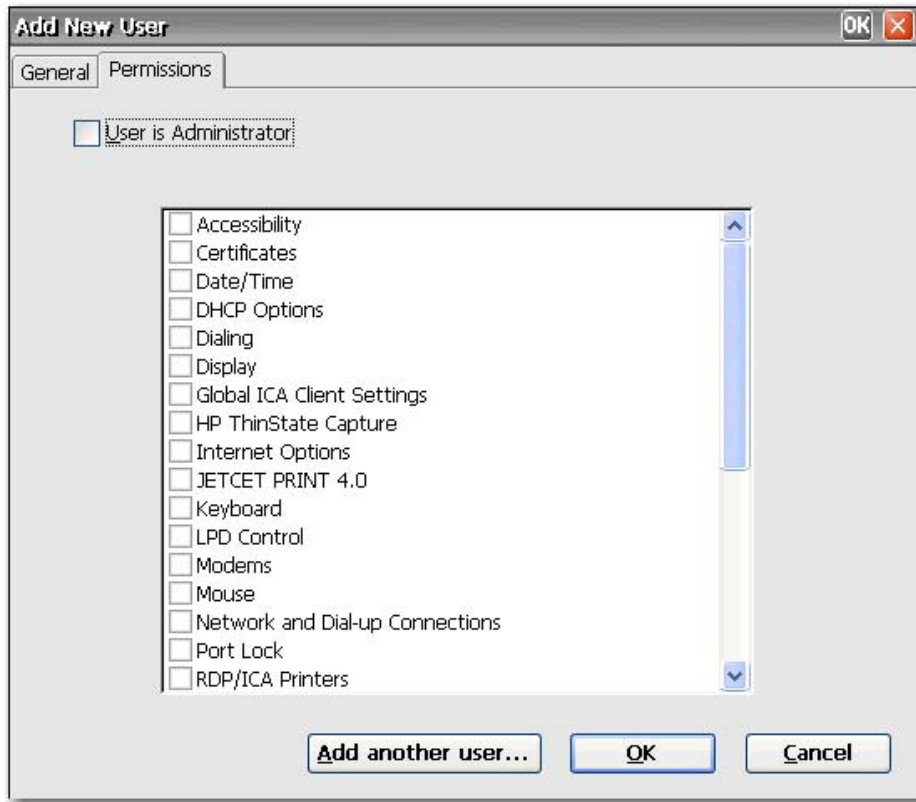 Add New User OK
General Permissions
User is Administrator
Accessibility
Certificates
Date/Time
DHCP Options
Dialing
Display
Global ICA Client Settings
HP ThinState Capture
Internet Options
JETCET PRINT 4.0
Keyboard
LPD Control
Modems
Mouse
Network and Dial-up Connections
Port Lock
RDP/ICA Printers
Add another user... OK Cancel